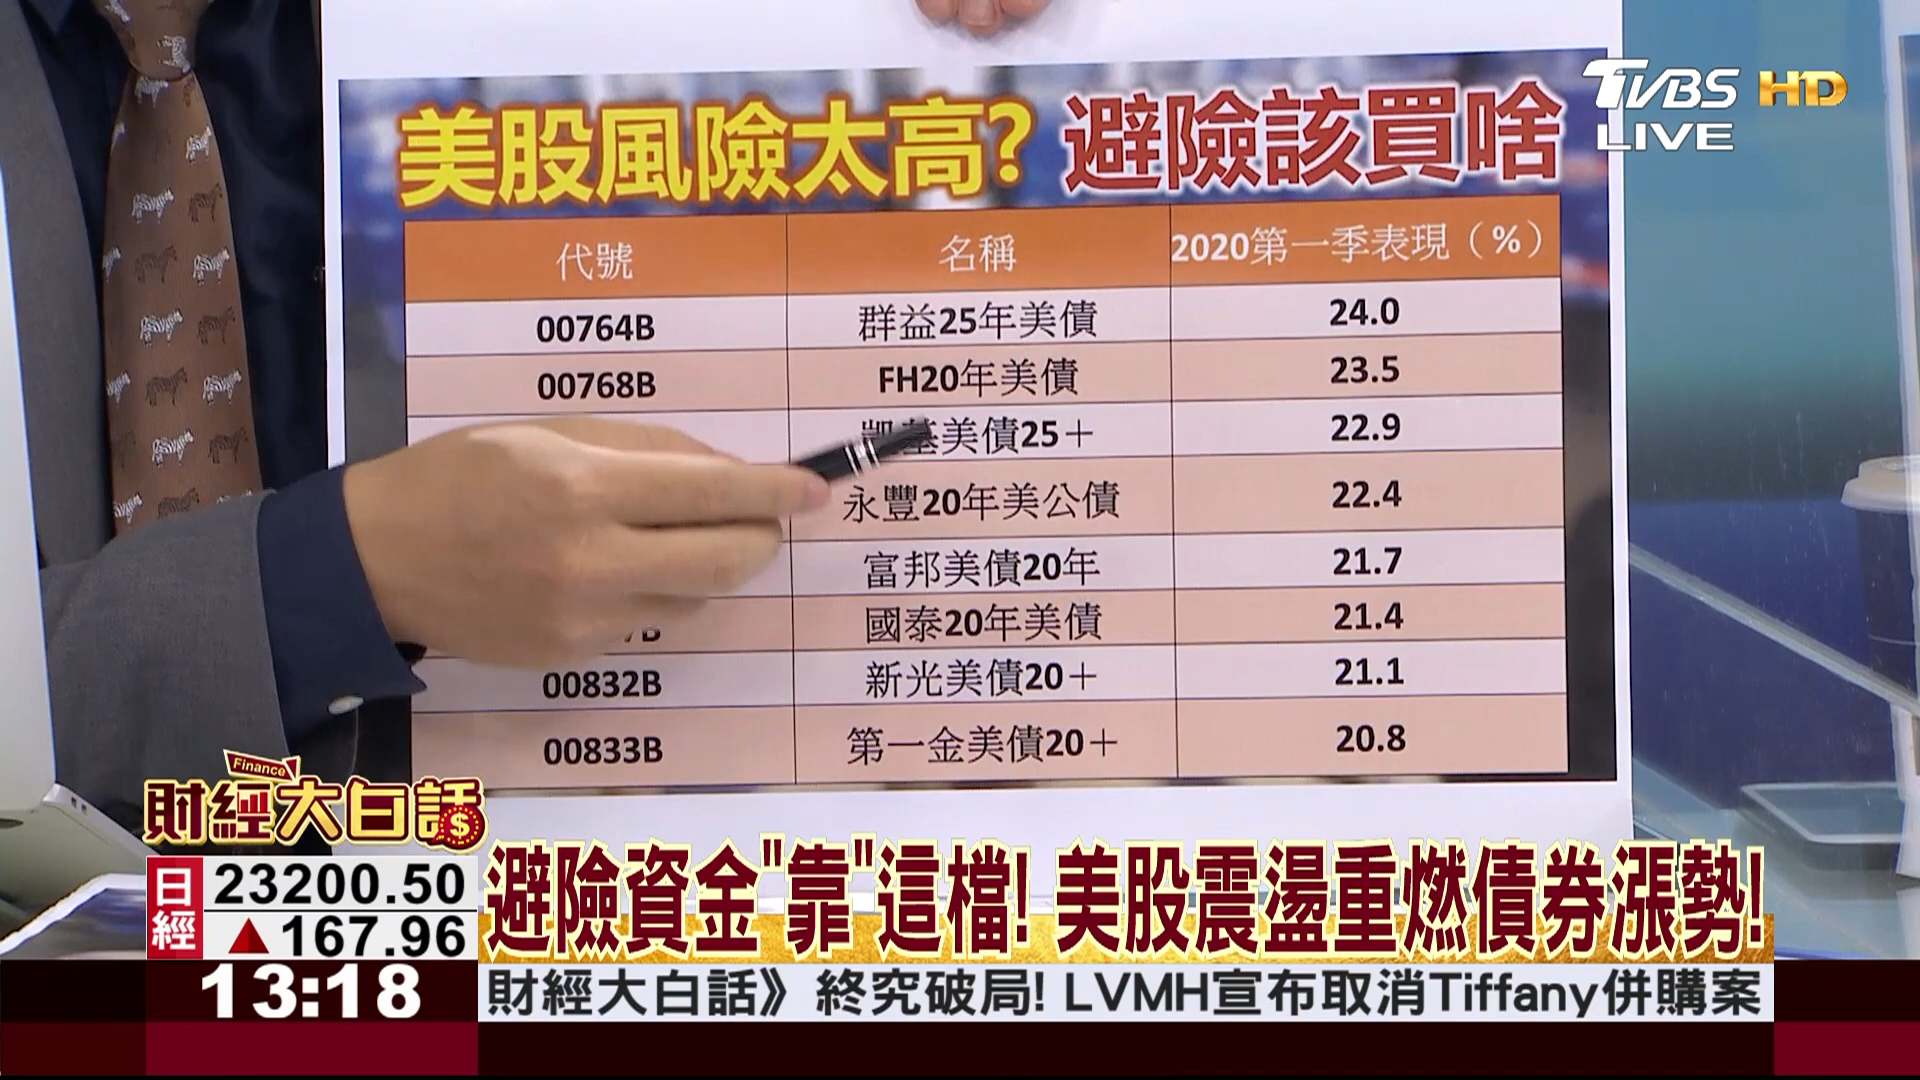 TVBS HD
LIVE
美股風險太高? 避險該買啥
代號 名稱 2020第一季表現（%）
00764B 群益25年美債 24.0
00768B FH20年美債 23.5
美債25＋ 22.9
永豐20年美公債 22.4
富邦美債20年 21.7
7B 國泰20年美債 21.4
00832B 新光美債20＋ 21.1
00833B 第一金美債20＋ 20.8
Finance
財經大白話
日經 23200.50
▲167.96
避險資金"靠"這檔! 美股震盪重燃債券漲勢!
13:18
財經大白話》終究破局! LVMH宣布取消Tiffany併購案